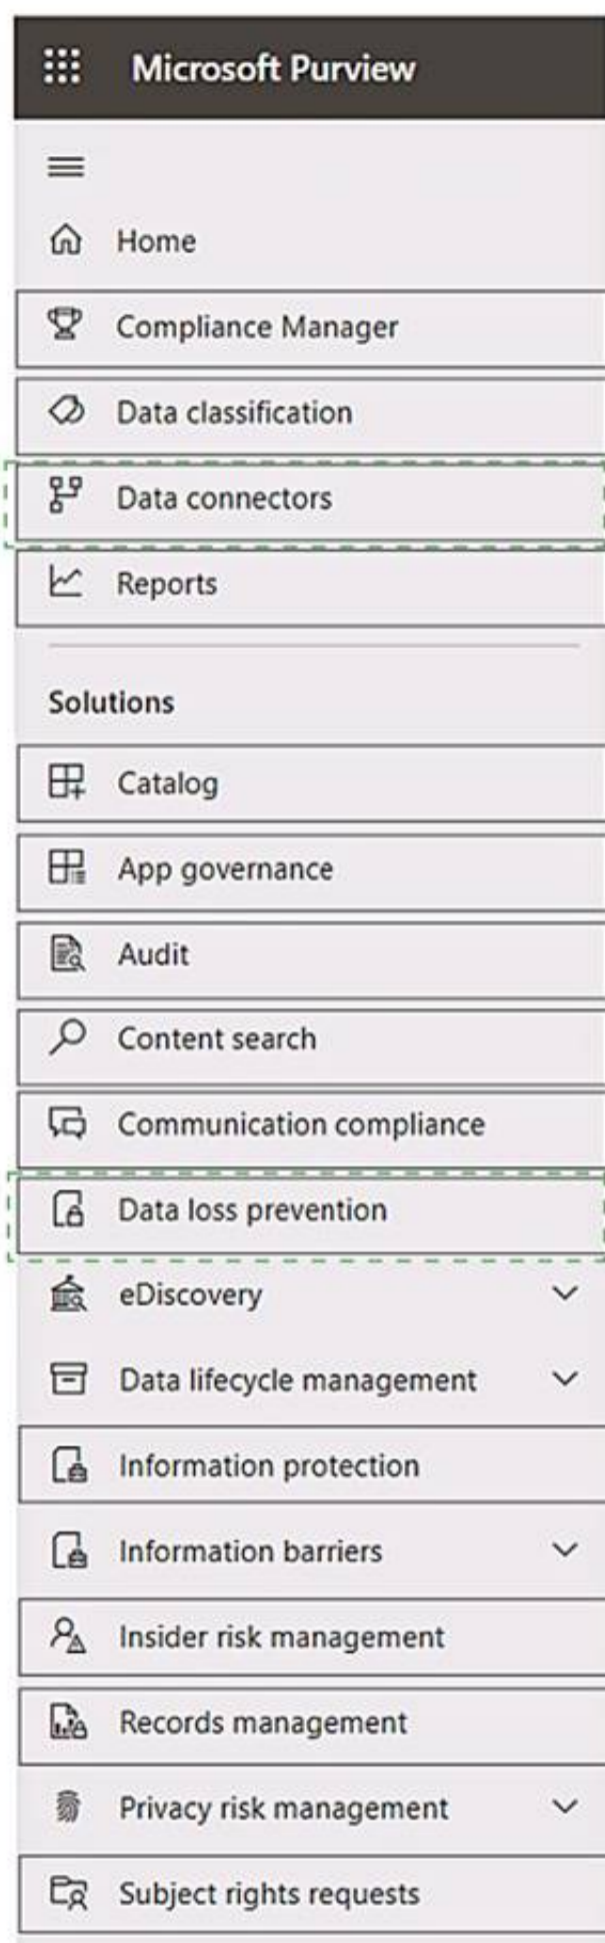 Microsoft Purview
Home
Compliance Manager
Data classification
Data connectors
Reports
Solutions
Catalog
App governance
Audit
Content search
Communication compliance
Data loss prevention
eDiscovery
Data lifecycle management
Information protection
Information barriers
Insider risk management
Records management
Privacy risk management
Subject rights requests